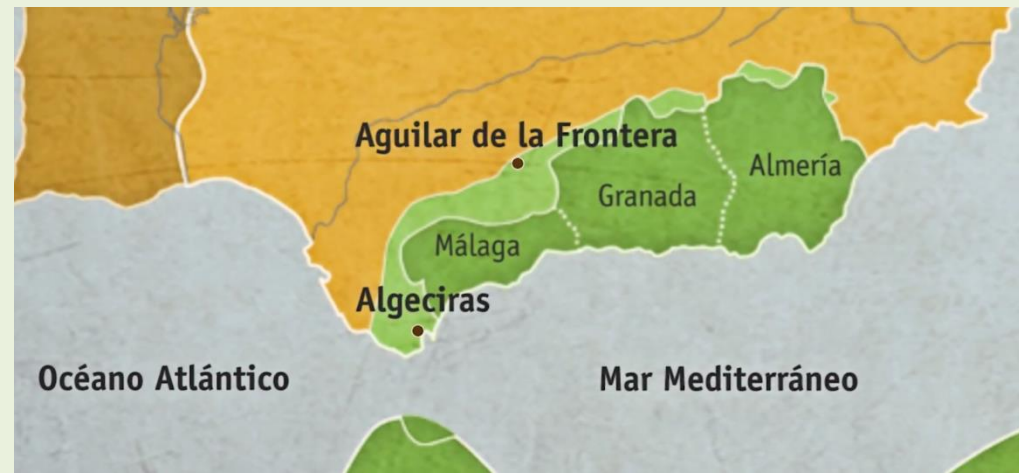 Aguilar de la Frontera
Almería
Granada
Málaga
Algeciras
Océano Atlántico
Mar Mediterráneo